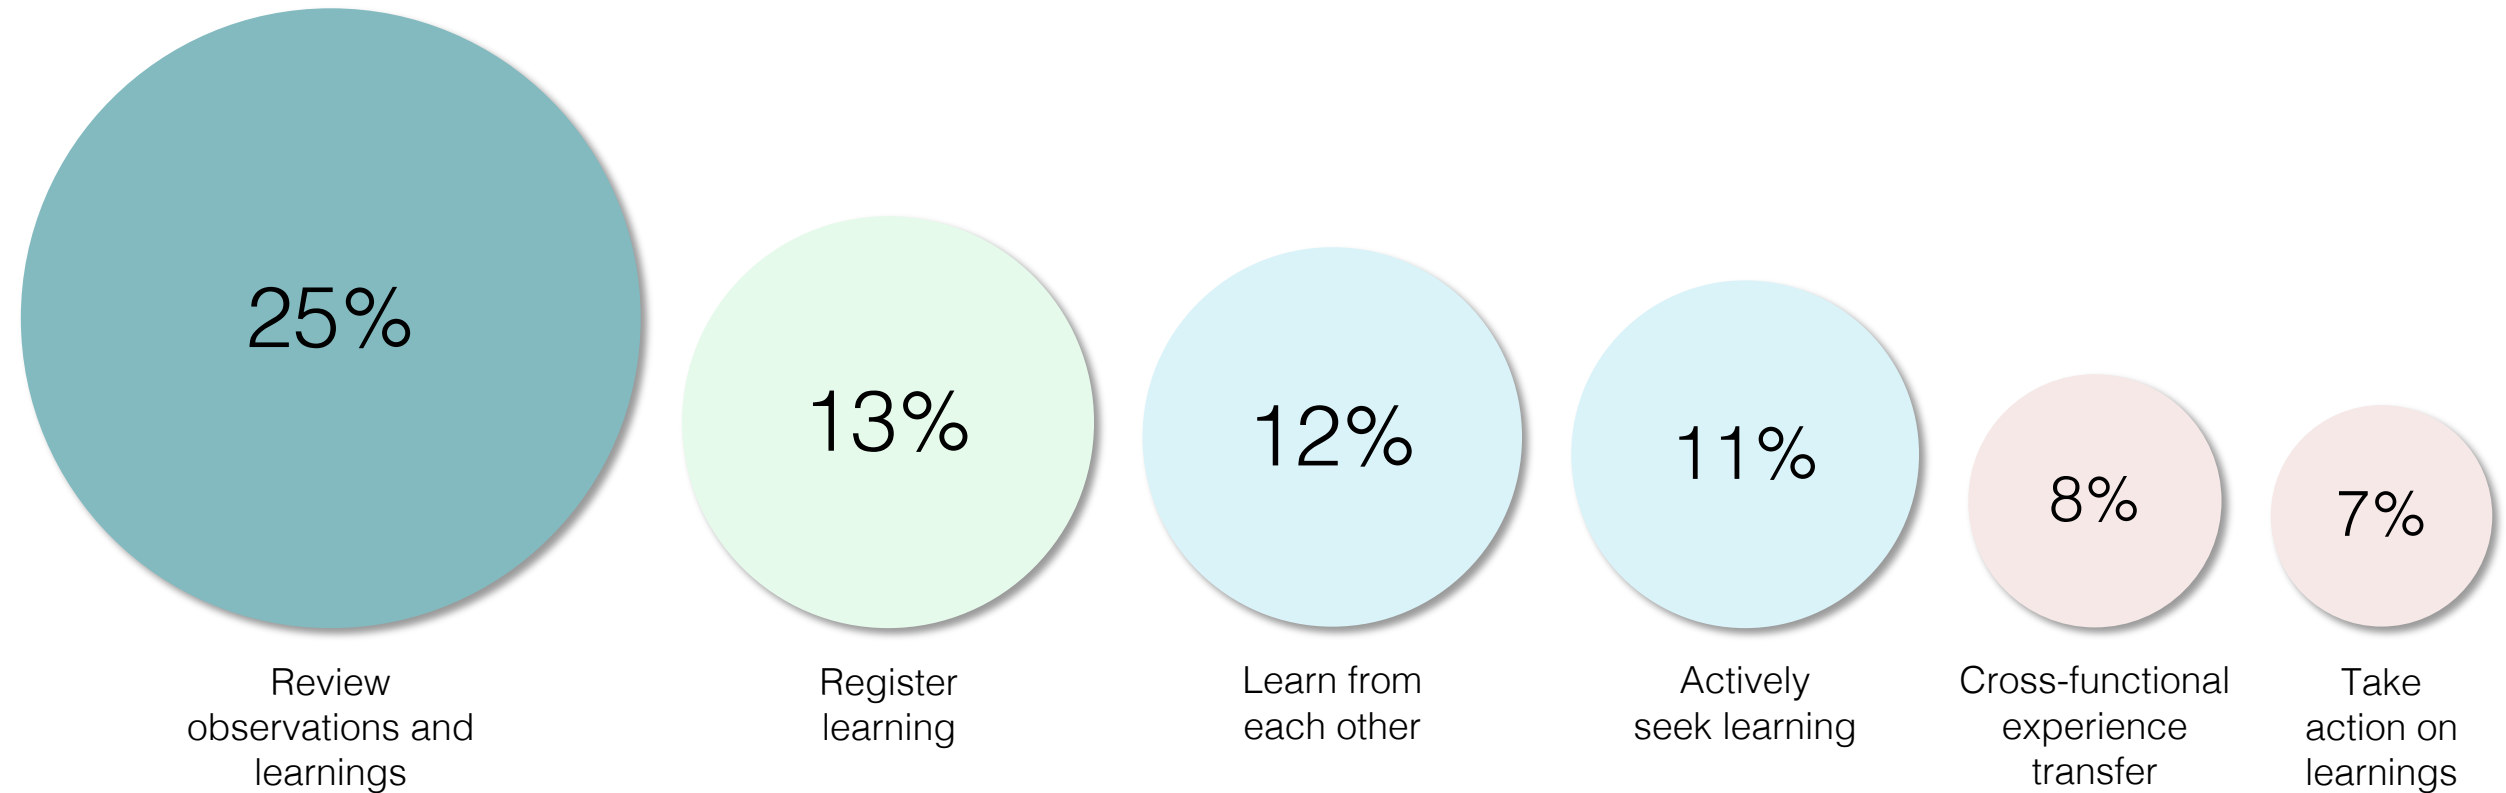 25%
13%
12%
11%
8%
7%
Review
observations and
learnings
Register
learning
Learn from
each other
Actively
seek learning
Cross-functional
experience
transfer
Take
action on
learnings